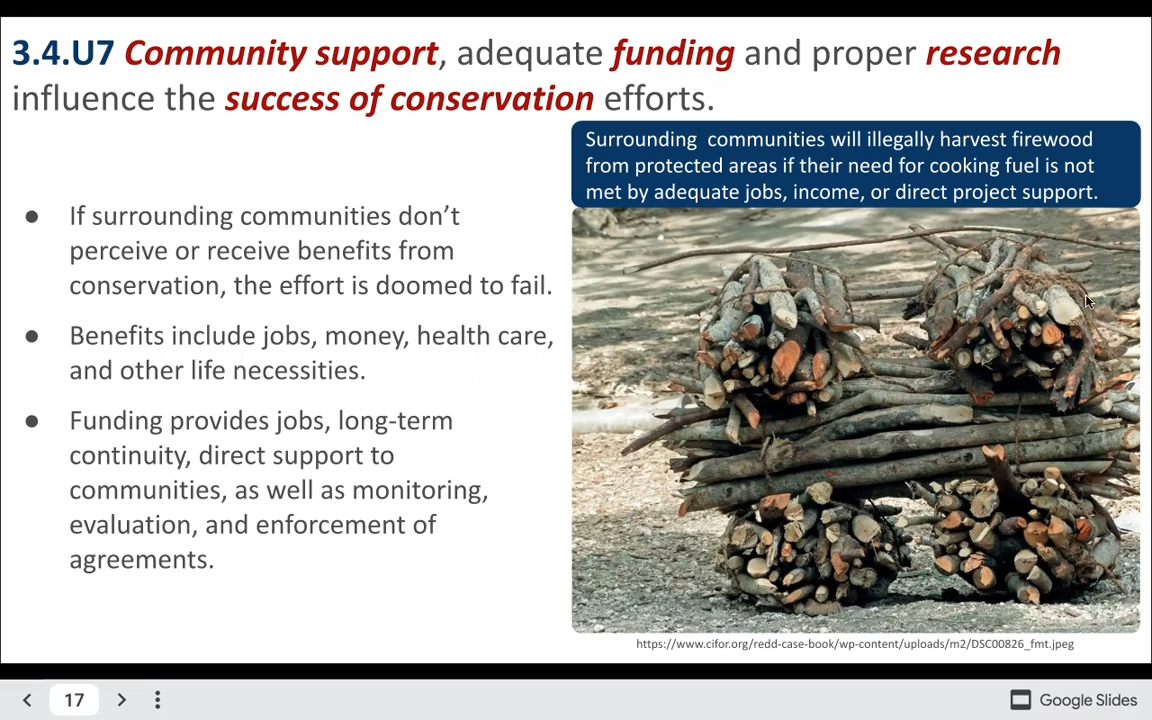 3.4.U7 Community support, adequate funding and proper research
influence the success of conservation efforts.
Surrounding communities will illegally harvest firewood
from protected areas if their need for cooking fuel is not
met by adequate jobs, income, or direct project support.
● If surrounding communities don’t
perceive or receive benefits from
conservation, the effort is doomed to fail.
● Benefits include jobs, money, health care,
and other life necessities.
● Funding provides jobs, long-term
continuity, direct support to
communities, as well as monitoring,
evaluation, and enforcement of
agreements.
https://www.cifor.org/redd-case-book/wp-content/uploads/m2/DSC00826_fmt.jpeg
17
Google Slides